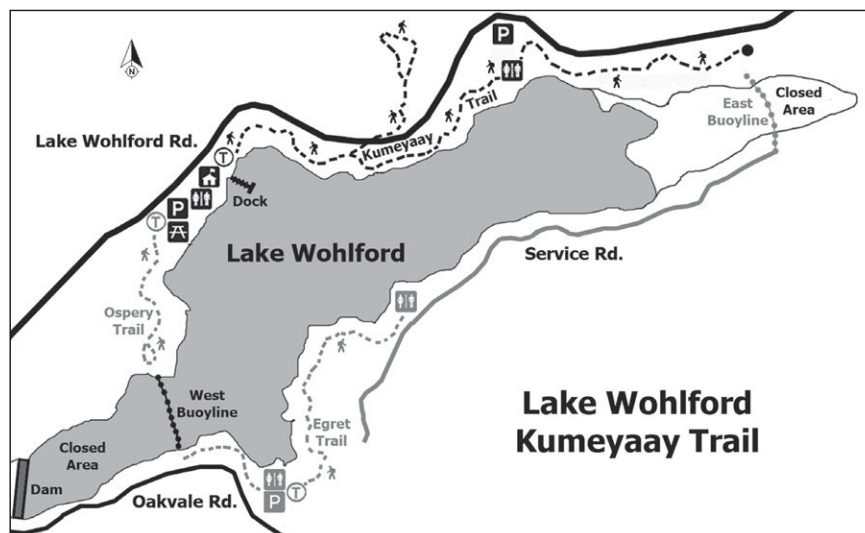 N
P
Lake Wohlford Rd.
Kumeyaay
Trail
East
Buoyline
Closed
Area
T
Dock
P
T
Lake Wohlford
Service Rd.
Ospery
Trail
West
Buoyline
Egret
Trail
Closed
Area
Dam
Oakvale Rd.
P
T
Lake Wohlford
Kumeyaay Trail